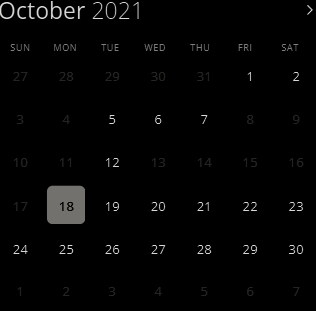 October 2021 >
SUN MON TUE WED THU FRI SAT
27 28 29 30 31 1 2
3 4 5 6 7 8 9
10 11 12 13 14 15 16
17 18 19 20 21 22 23
24 25 26 27 28 29 30
1 2 3 4 5 6 7